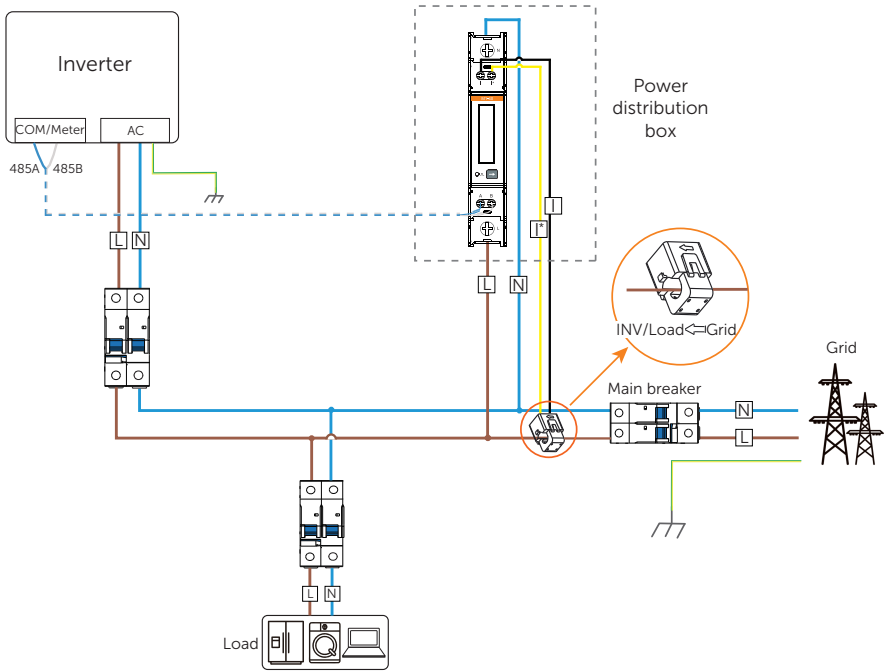 Inverter
COM/Meter
AC
485A
485B
L
N
N
A B
L
I*
I
Power
distribution
box
L
N
INV/Load⇦Grid
Grid
Main breaker
N
L
L
N
Load